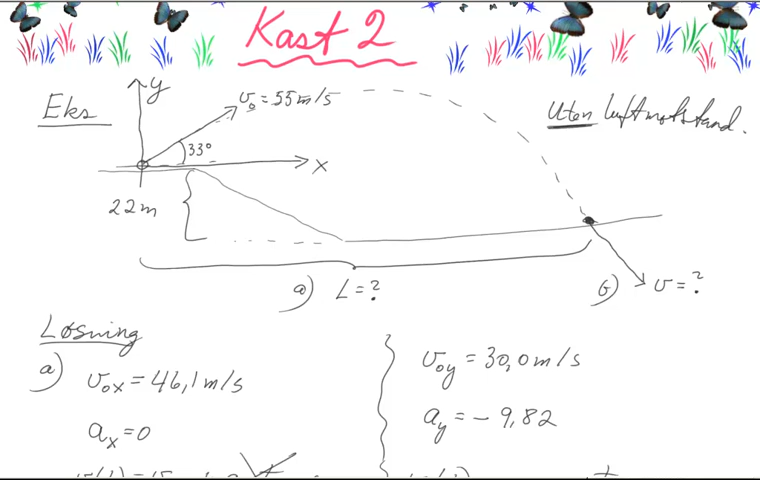 Kast 2
Eks
y
v₀ = 55 m/s
Uten luftmotstand.
33°
x
22m
a) L = ?
b) v = ?
Løsning
a)
v₀ₓ = 46,1 m/s
v₀y = 30,0 m/s
aₓ = 0
ay = - 9,82